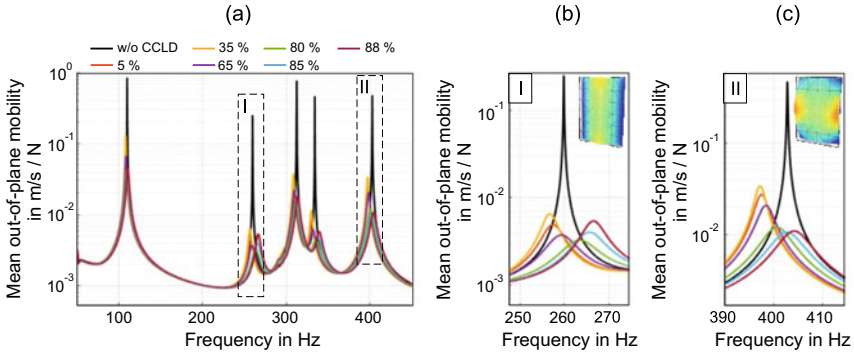 (a)
(b)
(c)
w/o CCLD 35 % 80 % 88 %
5 % 65 % 85 %
Mean out-of-plane mobility
in m/s / N
10⁰
10⁻¹
10⁻²
10⁻³
I
II
100 200 300 400
Frequency in Hz
Mean out-of-plane mobility
in m/s / N
I
10⁻¹
10⁻²
10⁻³
250 260 270
Frequency in Hz
Mean out-of-plane mobility
in m/s / N
II
10⁻¹
10⁻²
390 400 410
Frequency in Hz